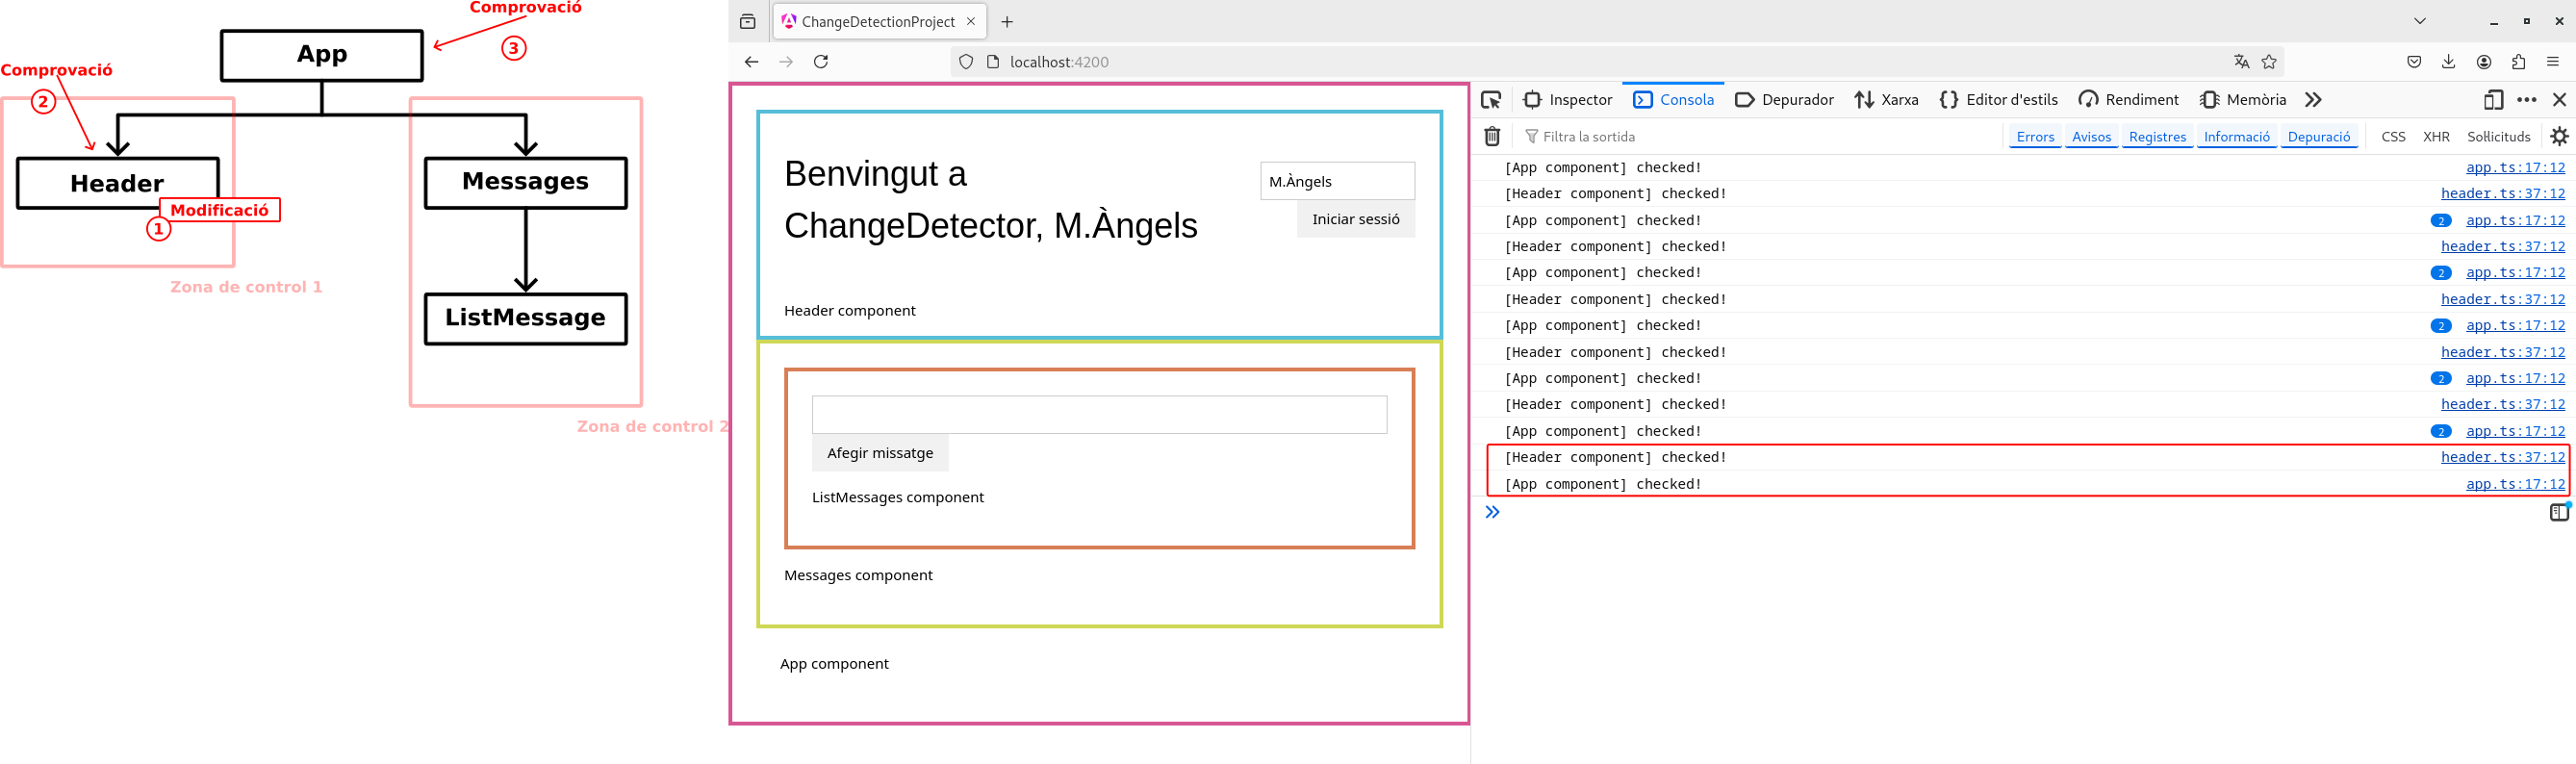 Comprovació
3
App
Comprovació
2
Header
Modificació
1
Zona de control 1
Messages
ListMessage
Zona de control 2
ChangeDetectionProject
localhost:4200
Benvingut a
ChangeDetector, M.Àngels
M.Àngels
Iniciar sessió
Header component
Afegir missatge
ListMessages component
Messages component
App component
Inspector Consola Depurador Xarxa Editor d'estils Rendiment Memòria
Filtra la sortida Errors Avisos Registres Informació Depuració CSS XHR Sol·licituds
[App component] checked! app.ts:17:12
[Header component] checked! header.ts:37:12
[App component] checked! 2 app.ts:17:12
[Header component] checked! header.ts:37:12
[App component] checked! 2 app.ts:17:12
[Header component] checked! header.ts:37:12
[App component] checked! 2 app.ts:17:12
[Header component] checked! header.ts:37:12
[App component] checked! 2 app.ts:17:12
[Header component] checked! header.ts:37:12
[App component] checked! 2 app.ts:17:12
[Header component] checked! header.ts:37:12
[App component] checked! app.ts:17:12